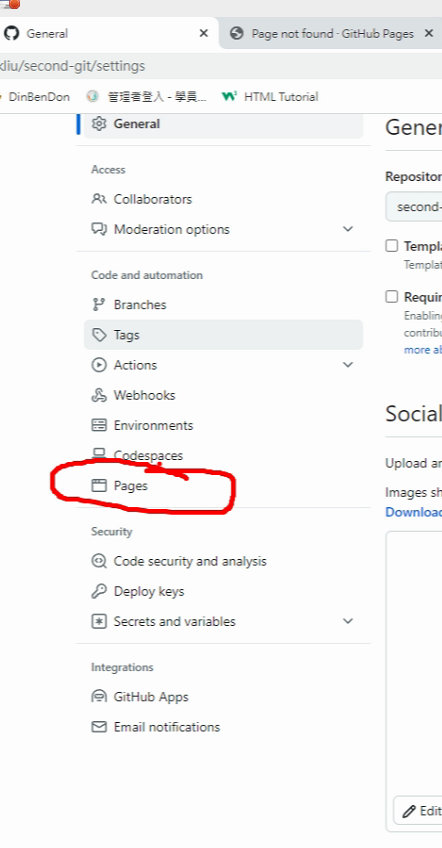 General
Page not found · GitHub Pages
kliu/second-git/settings
DinBenDon
管理者登入 - 學員...
HTML Tutorial
General
Access
Collaborators
Moderation options
Code and automation
Branches
Tags
Actions
Webhooks
Environments
Codespaces
Pages
Security
Code security and analysis
Deploy keys
Secrets and variables
Integrations
GitHub Apps
Email notifications
Gener
Repositor
second-
Templa
Templat
Requir
Enabling
contribu
more ab
Social
Upload an
Images sh
Download
Edit